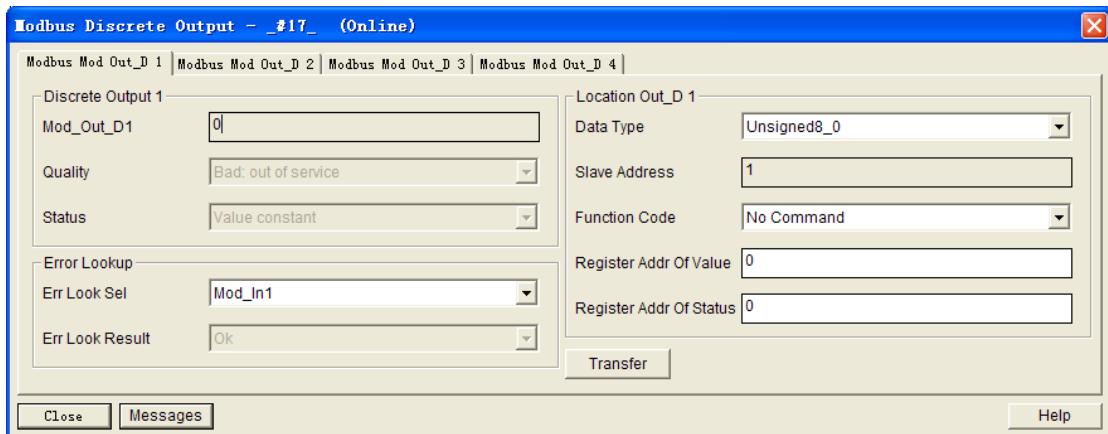 Modbus Discrete Output - _#17_ (Online)
Modbus Mod Out_D 1 Modbus Mod Out_D 2 Modbus Mod Out_D 3 Modbus Mod Out_D 4
Discrete Output 1
Mod_Out_D1 0
Quality Bad: out of service
Status Value constant
Error Lookup
Err Look Sel Mod_In1
Err Look Result Ok
Location Out_D 1
Data Type Unsigned8_0
Slave Address 1
Function Code No Command
Register Addr Of Value 0
Register Addr Of Status 0
Transfer
Close Messages Help